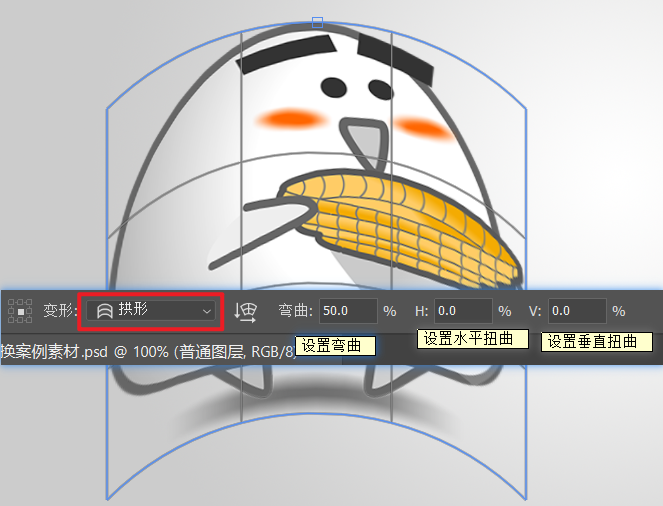 变形: 拱形 弯曲: 50.0 % H: 0.0 % V: 0.0 %
设置弯曲 设置水平扭曲 设置垂直扭曲
换案例素材.psd @ 100% (普通图层, RGB/8)